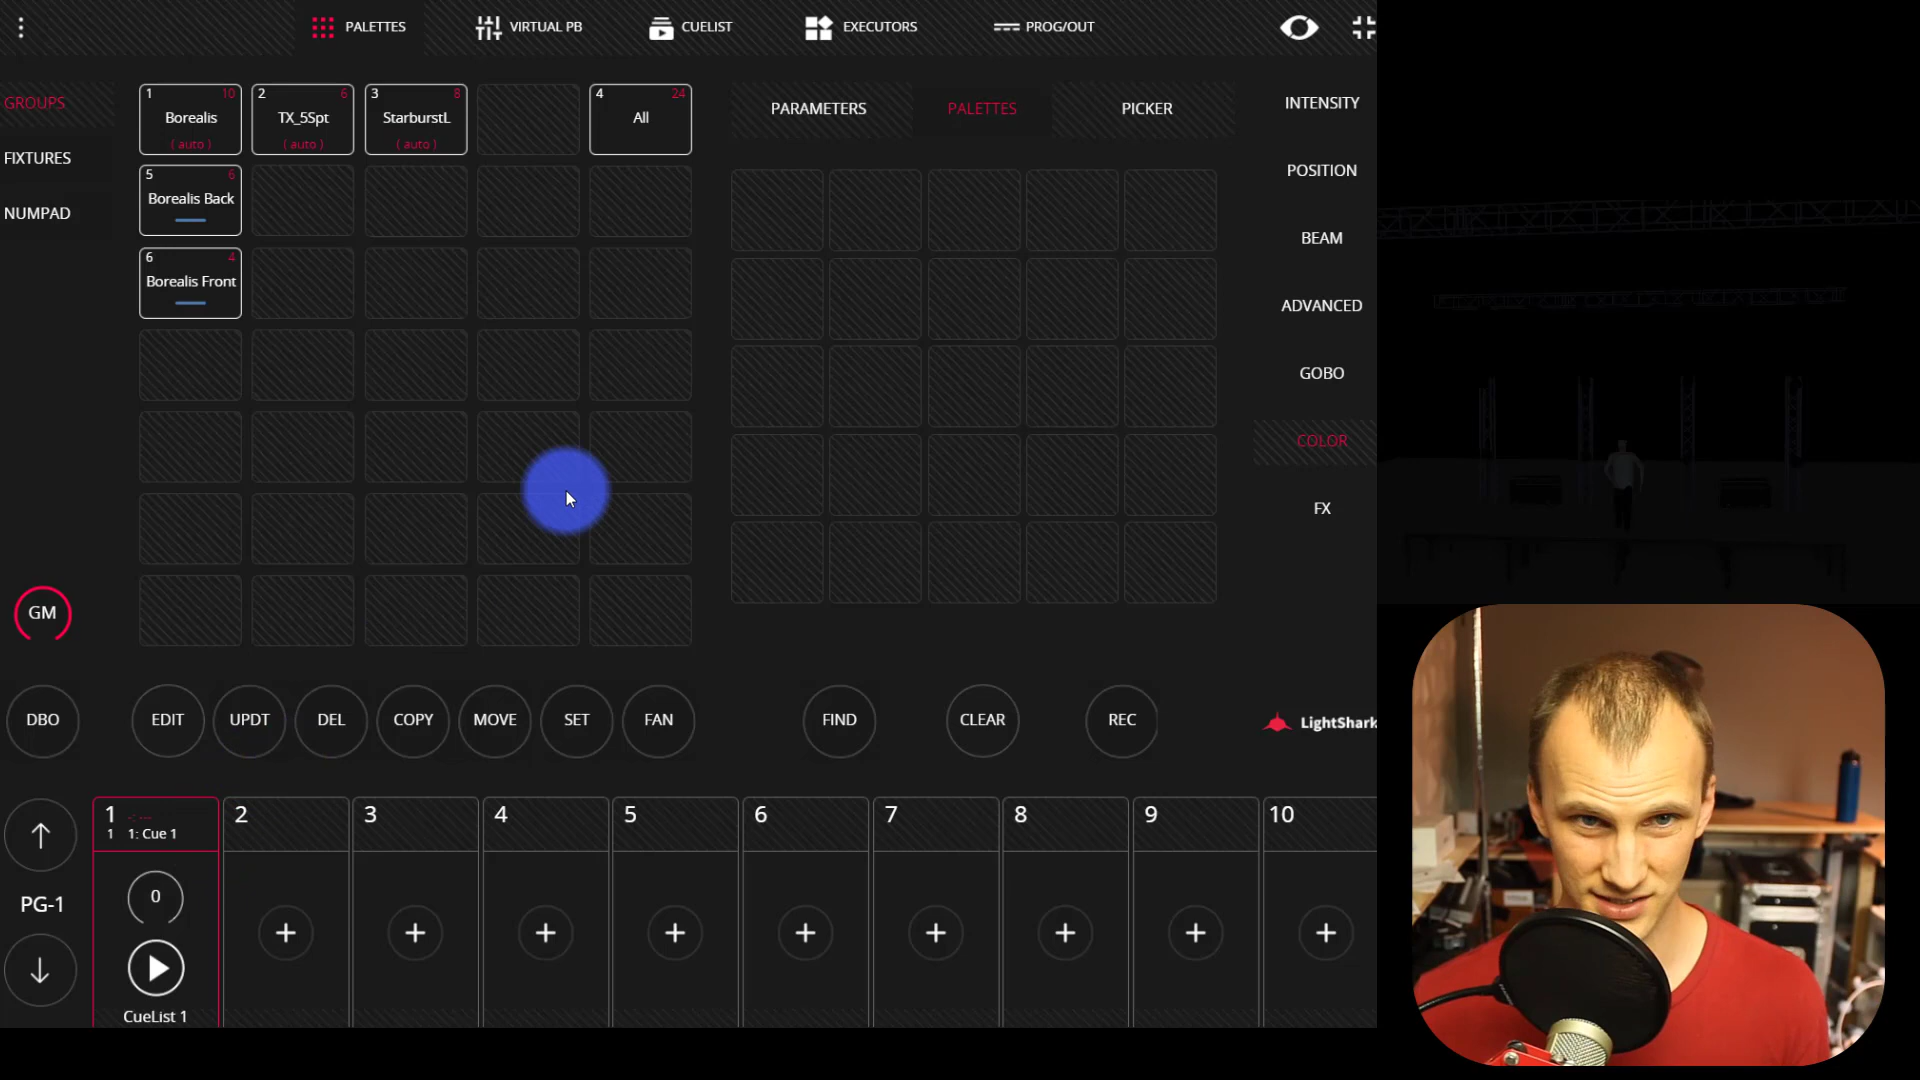 PALETTES
VIRTUAL PB
CUELIST
EXECUTORS
PROG/OUT
GROUPS
FIXTURES
NUMPAD
1 10
Borealis
( auto )
2 6
TX_5Spt
( auto )
3 8
StarburstL
( auto )
4 24
All
5 6
Borealis Back
6 4
Borealis Front
PARAMETERS
PALETTES
PICKER
INTENSITY
POSITION
BEAM
ADVANCED
GOBO
COLOR
FX
GM
DBO
EDIT
UPDT
DEL
COPY
MOVE
SET
FAN
FIND
CLEAR
REC
LightShark
PG-1
1 -: ---
1 1: Cue 1
0
CueList 1
2
+
3
+
4
+
5
+
6
+
7
+
8
+
9
+
10
+